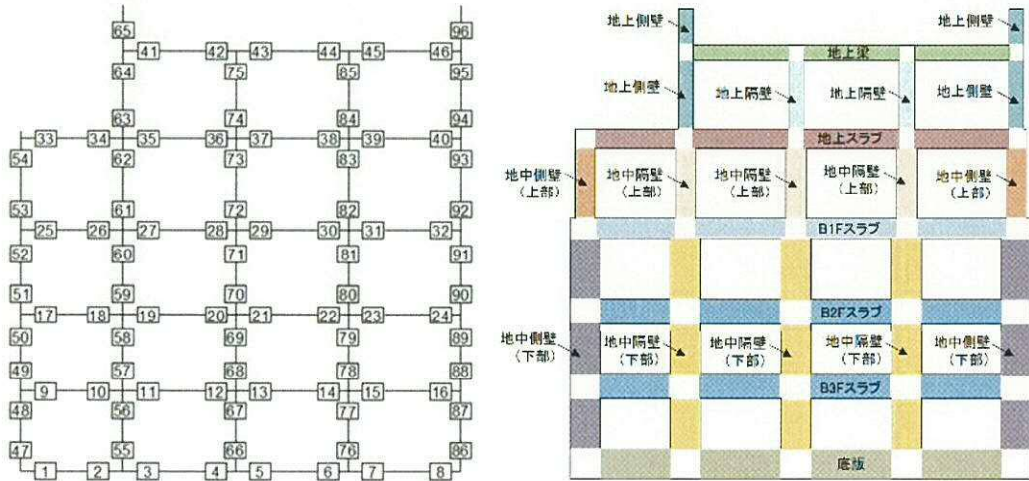 65 96
41 42 43 44 45 46
64 75 85 95
63 74 84 94
33 34 35 36 37 38 39 40
54 62 73 83 93
53 61 72 82 92
25 26 27 28 29 30 31 32
52 60 71 81 91
51 59 70 80 90
17 18 19 20 21 22 23 24
50 58 69 79 89
49 57 68 78 88
9 10 11 12 13 14 15 16
48 56 67 77 87
47 55 66 76 86
1 2 3 4 5 6 7 8
地上側壁 地上側壁
地上梁
地上側壁 地上隔壁 地上隔壁 地上側壁
地上スラブ
地中側壁 地中隔壁 地中隔壁 地中隔壁 地中側壁
(上部) (上部) (上部) (上部) (上部)
B1Fスラブ
B2Fスラブ
地中側壁 地中隔壁 地中隔壁 地中隔壁 地中側壁
(下部) (下部) (下部) (下部) (下部)
B3Fスラブ
底版